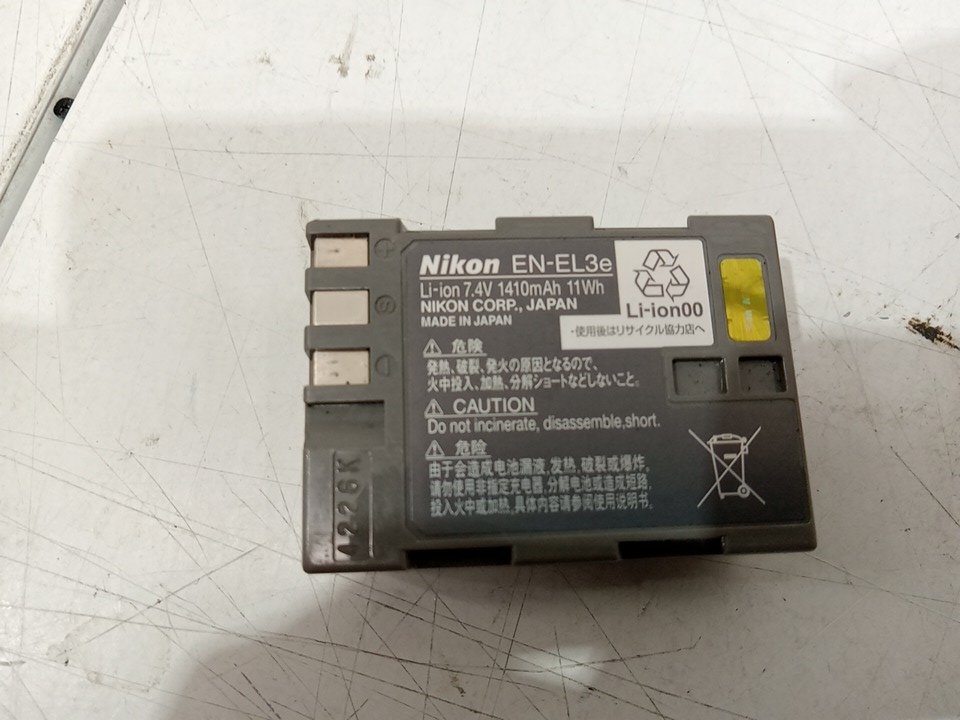 Nikon EN-EL3e
Li-ion 7.4V 1410mAh 11Wh
NIKON CORP., JAPAN
MADE IN JAPAN
Li-ion00
・使用後はリサイクル協力店へ
⚠ 危険
発熱、破裂、発火の原因となるので、
火中投入、加熱、分解ショートなどしないこと。
⚠ CAUTION
Do not incinerate, disassemble,short.
⚠ 危险
由于会造成电池漏液,发热,破裂或爆炸。
请勿使用非指定充电器,分解电池或造成短路,
投入火中或加热,具体内容请阅使用说明书。
+
S
-
4226K